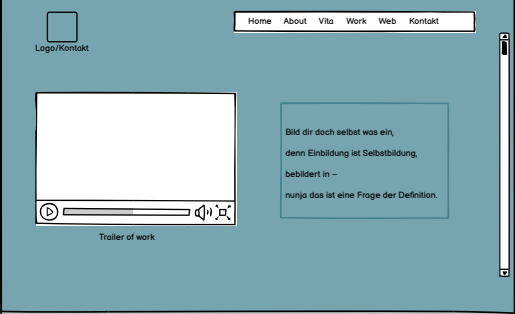 Home About Vita Work Web Kontakt
Logo/Kontakt
Bild dir doch selbst was ein,
denn Einbildung ist Selbstbildung,
bebildert in –
nunja das ist eine Frage der Definition.
Trailer of work